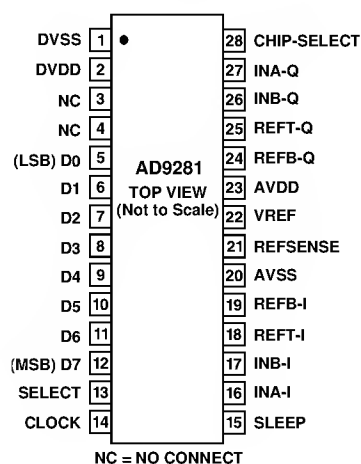 DVSS 1 28 CHIP-SELECT
DVDD 2 27 INA-Q
NC 3 26 INB-Q
NC 4 25 REFT-Q
(LSB) D0 5 24 REFB-Q
AD9281
D1 6 23 AVDD
TOP VIEW
(Not to Scale)
D2 7 22 VREF
D3 8 21 REFSENSE
D4 9 20 AVSS
D5 10 19 REFB-I
D6 11 18 REFT-I
(MSB) D7 12 17 INB-I
SELECT 13 16 INA-I
CLOCK 14 15 SLEEP
NC = NO CONNECT